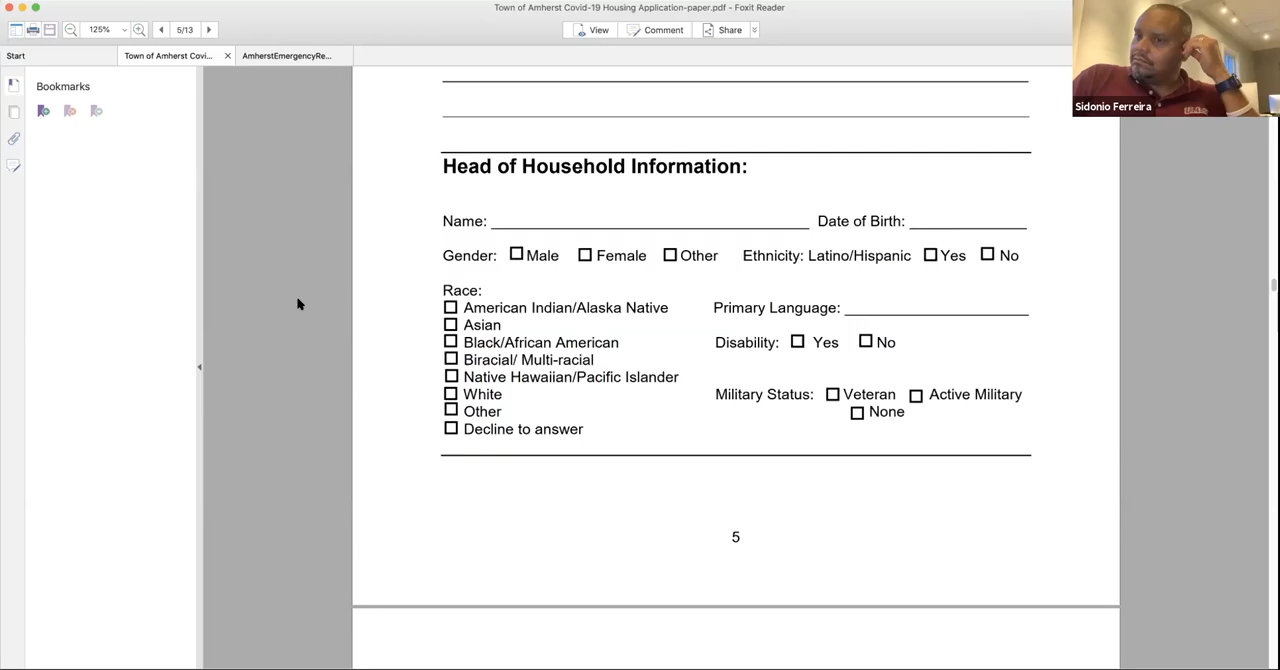 Town of Amherst Covid-19 Housing Application-paper.pdf - Foxit Reader
125%
5/13
View
Comment
Share
Start
Town of Amherst Covi...
AmherstEmergencyRe...
Bookmarks
Sidonio Ferreira
Head of Household Information:
Name: Date of Birth:
Gender: Male Female Other Ethnicity: Latino/Hispanic Yes No
Race:
American Indian/Alaska Native Primary Language:
Asian
Black/African American Disability: Yes No
Biracial/ Multi-racial
Native Hawaiian/Pacific Islander
White Military Status: Veteran Active Military
Other None
Decline to answer
5